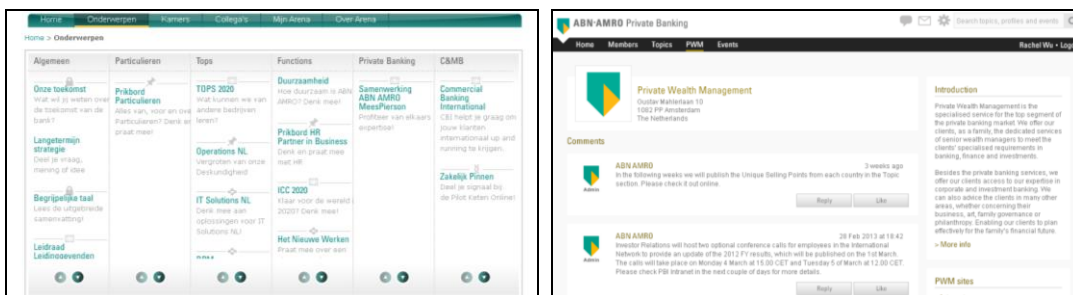 Home Onderwerpen Kamers Collega's Mijn Arena Over Arena
Home > Onderwerpen
Algemeen
Onze toekomst
Wat wil je weten over
de toekomst van de
bank?
Langetermijn
strategie
Deel je vraag,
mening of idee
Begrijpelijke taal
Lees de uitgebreide
samenvatting!
Leidraad
Leidinggevenden
Particulieren
Prikbord
Particulieren
Alles van, voor en over
Particulieren? Denk en
praat mee!
Tops
TOPS 2020
Wat kunnen we van
andere bedrijven
leren?
Operations NL
Vergroten van onze
Deskundigheid
IT Solutions NL
Denk mee aan
oplossingen voor IT
Solutions NL!
Functions
Duurzaamheid
Hoe duurzaam is ABN
AMRO? Denk mee!
Prikbord HR
Partner in Business
Denk en praat mee
met HR
ICC 2020
Klaar voor de wereld
2020? Denk mee!
Het Nieuwe Werken
Praat mee over een
Private Banking
Samenwerking
ABN AMRO
MeesPierson
Profiteer van elkaars
expertise!
C&MB
Commercial
Banking
International
CBI helpt je graag om
jouw klanten
internationaal up and
running te krijgen.
Zakelijk Pinnen
Deel je signaal bij
de Pilot Keten Online!
ABN·AMRO Private Banking
Search topics, profiles and events
Home Members Topics PWM Events
Rachel Wu • Logi
Private Wealth Management
Gustav Mahlerlaan 10
1082 PP Amsterdam
The Netherlands
Comments
ABN AMRO 3 weeks ago
In the following weeks we will publish the Unique Selling Points from each country in the Topic
section. Please check it out online.
Admin
Reply Like
ABN AMRO 28 Feb 2013 at 18:42
Investor Relations will host two optional conference calls for employees in the International
Network to provide an update of the 2012 FY results, which will be published on the 1st March.
The calls will take place on Monday 4 March at 15.00 CET and Tuesday 5 of March at 12.00 CET.
Please check PBI intranet in the next couple of days for more details.
Admin
Reply Like
Introduction
Private Wealth Management is the
specialised service for the top segment of
the private banking market. We offer our
clients, as a family, the dedicated services
of senior wealth managers to meet the
clients' specialised requirements in
banking, finance and investments.
Besides the private banking services, we
offer our clients access to our expertise in
corporate and investment banking. We
can also advice the clients in many other
areas, whether concerning their
business, art, family governance or
philanthropy. Enabling our clients to plan
effectively for the family's financial future.
> More info
PWM sites